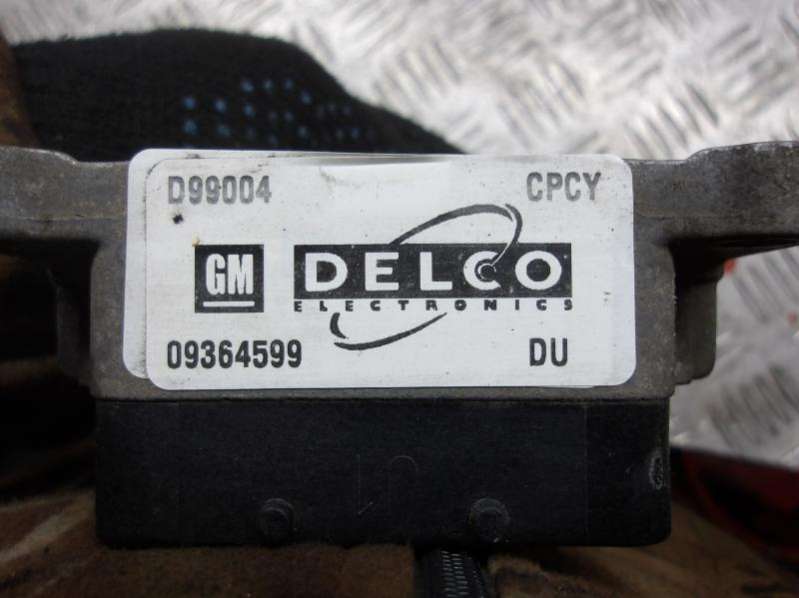 D99004 CPCY
GM DELCO
ELECTRONICS
09364599 DU